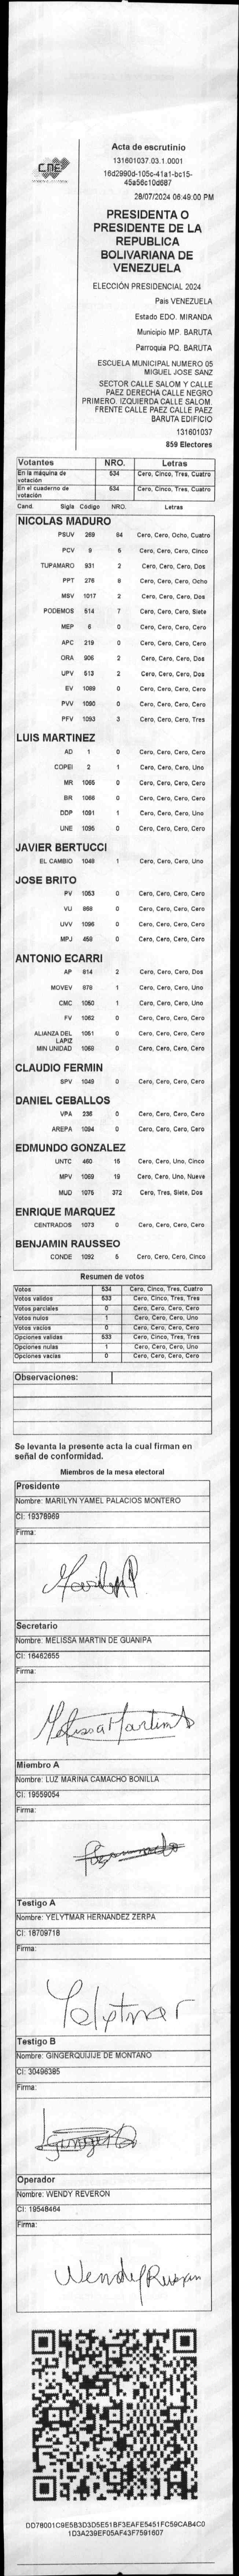 CNE
Acta de escrutinio
131601037.03.1.0001
16d2990d-105c-41a1-bc15-
45a56c10d687
28/07/2024 06:49:00 PM
PRESIDENTA O
PRESIDENTE DE LA
REPUBLICA
BOLIVARIANA DE
VENEZUELA
ELECCIÓN PRESIDENCIAL 2024
Pais VENEZUELA
Estado EDO. MIRANDA
Municipio MP. BARUTA
Parroquia PQ. BARUTA
ESCUELA MUNICIPAL NUMERO 05
MIGUEL JOSE SANZ
SECTOR CALLE SALOM Y CALLE
PAEZ DERECHA CALLE NEGRO
PRIMERO. IZQUIERDA CALLE SALOM.
FRENTE CALLE PAEZ CALLE PAEZ
BARUTA EDIFICIO
131601037
859 Electores
Votantes NRO. Letras
En la máquina de votación 534 Cero, Cinco, Tres, Cuatro
En el cuaderno de votación 534 Cero, Cinco, Tres, Cuatro
Cand. Sigla Código NRO. Letras
NICOLAS MADURO
PSUV 269 84 Cero, Cero, Ocho, Cuatro
PCV 9 5 Cero, Cero, Cero, Cinco
TUPAMARO 931 2 Cero, Cero, Cero, Dos
PPT 276 8 Cero, Cero, Cero, Ocho
MSV 1017 2 Cero, Cero, Cero, Dos
PODEMOS 514 7 Cero, Cero, Cero, Siete
MEP 6 0 Cero, Cero, Cero, Cero
APC 219 0 Cero, Cero, Cero, Cero
ORA 906 2 Cero, Cero, Cero, Dos
UPV 513 2 Cero, Cero, Cero, Dos
EV 1099 0 Cero, Cero, Cero, Cero
PVV 1090 0 Cero, Cero, Cero, Cero
PFV 1093 3 Cero, Cero, Cero, Tres
LUIS MARTINEZ
AD 1 0 Cero, Cero, Cero, Cero
COPEI 2 1 Cero, Cero, Cero, Uno
MR 1065 0 Cero, Cero, Cero, Cero
BR 1066 0 Cero, Cero, Cero, Cero
DDP 1091 1 Cero, Cero, Cero, Uno
UNE 1095 0 Cero, Cero, Cero, Cero
JAVIER BERTUCCI
EL CAMBIO 1048 1 Cero, Cero, Cero, Uno
JOSE BRITO
PV 1053 0 Cero, Cero, Cero, Cero
VU 868 0 Cero, Cero, Cero, Cero
UVV 1096 0 Cero, Cero, Cero, Cero
MPJ 459 0 Cero, Cero, Cero, Cero
ANTONIO ECARRI
AP 814 2 Cero, Cero, Cero, Dos
MOVEV 878 1 Cero, Cero, Cero, Uno
CMC 1050 1 Cero, Cero, Cero, Uno
FV 1062 0 Cero, Cero, Cero, Cero
ALIANZA DEL LAPIZ 1051 0 Cero, Cero, Cero, Cero
MIN UNIDAD 1068 0 Cero, Cero, Cero, Cero
CLAUDIO FERMIN
SPV 1049 0 Cero, Cero, Cero, Cero
DANIEL CEBALLOS
VPA 236 0 Cero, Cero, Cero, Cero
AREPA 1094 0 Cero, Cero, Cero, Cero
EDMUNDO GONZALEZ
UNTC 460 15 Cero, Cero, Uno, Cinco
MPV 1069 19 Cero, Cero, Uno, Nueve
MUD 1075 372 Cero, Tres, Siete, Dos
ENRIQUE MARQUEZ
CENTRADOS 1073 0 Cero, Cero, Cero, Cero
BENJAMIN RAUSSEO
CONDE 1092 5 Cero, Cero, Cero, Cinco
Resumen de votos
Votos 534 Cero, Cinco, Tres, Cuatro
Votos validos 533 Cero, Cinco, Tres, Tres
Votos parciales 0 Cero, Cero, Cero, Cero
Votos nulos 1 Cero, Cero, Cero, Uno
Votos vacios 0 Cero, Cero, Cero, Cero
Opciones validas 533 Cero, Cinco, Tres, Tres
Opciones nulas 1 Cero, Cero, Cero, Uno
Opciones vacias 0 Cero, Cero, Cero, Cero
Observaciones:
Se levanta la presente acta la cual firman en
señal de conformidad.
Miembros de la mesa electoral
Presidente
Nombre: MARILYN YAMEL PALACIOS MONTERO
CI: 19378969
Firma:
Secretario
Nombre: MELISSA MARTIN DE GUANIPA
CI: 16462655
Firma:
Melissa Martin
Miembro A
Nombre: LUZ MARINA CAMACHO BONILLA
CI: 19559054
Firma:
Testigo A
Nombre: YELYTMAR HERNANDEZ ZERPA
CI: 18709718
Firma:
Yelytmar
Testigo B
Nombre: GINGERQUIJIJE DE MONTAÑO
CI: 30496385
Firma:
Operador
Nombre: WENDY REVERON
CI: 19548464
Firma:
Wendy Reveron
DD78001C9E5B3D3D5E51BF3EAFE5451FC59CAB4C0
1D3A239EF05AF43F7591607